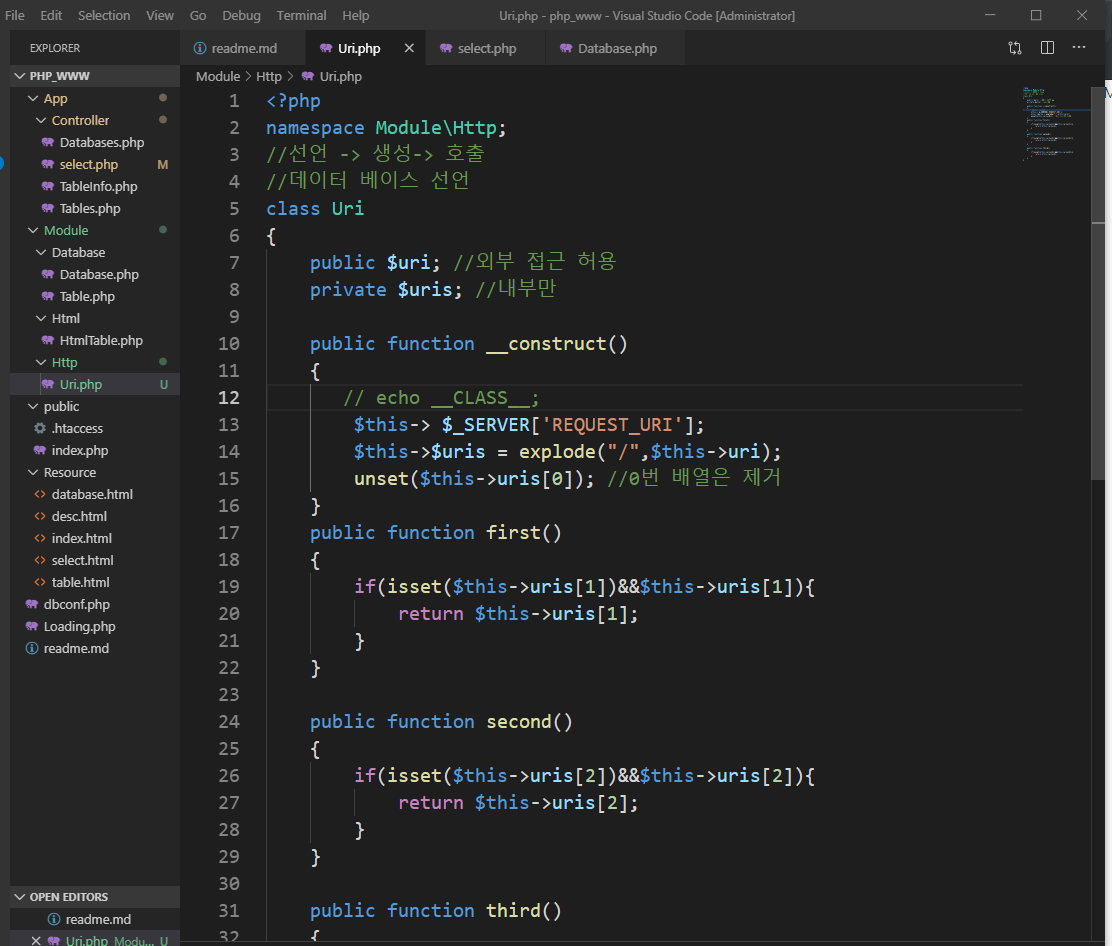 File Edit Selection View Go Debug Terminal Help Uri.php - php_www - Visual Studio Code [Administrator]
EXPLORER
PHP_WWW
App
Controller
Databases.php
select.php M
TableInfo.php
Tables.php
Module
Database
Database.php
Table.php
Html
HtmlTable.php
Http
Uri.php U
public
.htaccess
index.php
Resource
database.html
desc.html
index.html
select.html
table.html
dbconf.php
Loading.php
readme.md
OPEN EDITORS
readme.md
Uri.php Modu... U
readme.md Uri.php select.php Database.php
Module > Http > Uri.php
1 <?php
2 namespace Module\Http;
3 //선언 -> 생성-> 호출
4 //데이터 베이스 선언
5 class Uri
6 {
7 public $uri; //외부 접근 허용
8 private $uris; //내부만
9
10 public function __construct()
11 {
12 // echo __CLASS__;
13 $this-> $_SERVER['REQUEST_URI'];
14 $this->$uris = explode("/",$this->uri);
15 unset($this->uris[0]); //0번 배열은 제거
16 }
17 public function first()
18 {
19 if(isset($this->uris[1])&&$this->uris[1]){
20 return $this->uris[1];
21 }
22 }
23
24 public function second()
25 {
26 if(isset($this->uris[2])&&$this->uris[2]){
27 return $this->uris[2];
28 }
29 }
30
31 public function third()
32 {